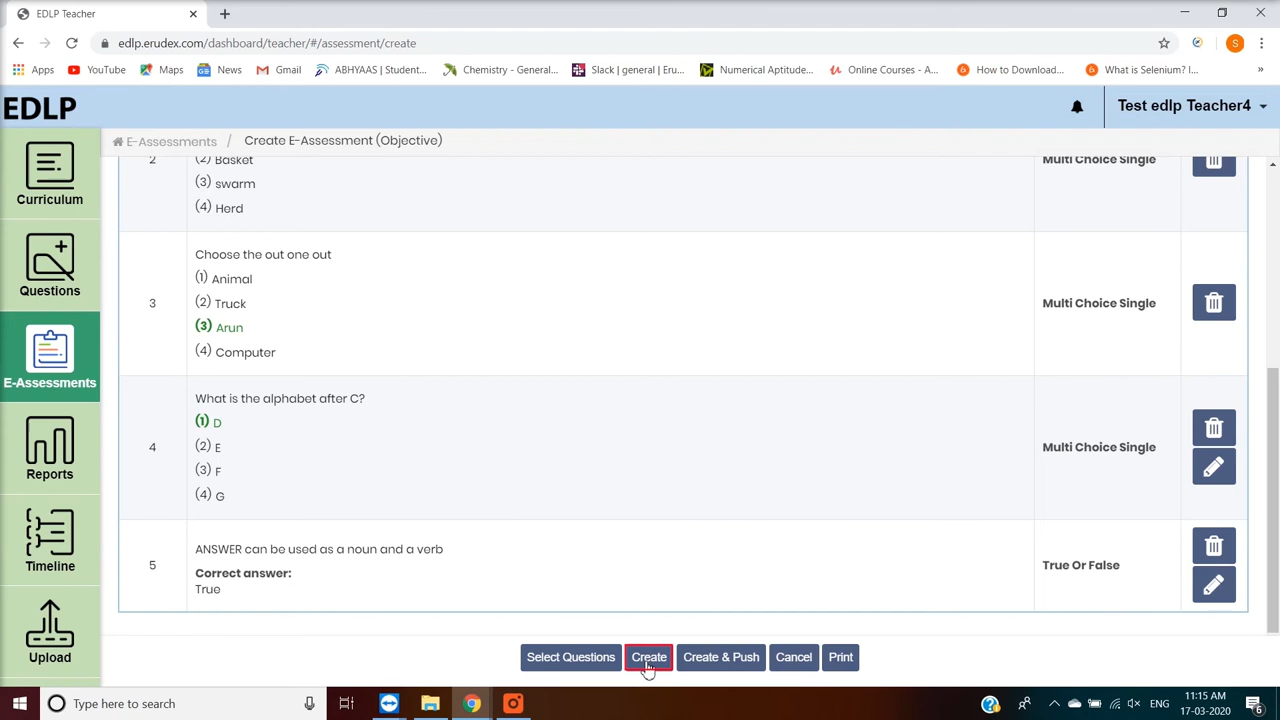 EDLP Teacher
edlp.erudex.com/dashboard/teacher/#/assessment/create
S
Apps YouTube Maps News Gmail ABHYAAS | Student... Chemistry - General... Slack | general | Eru... Numerical Aptitude... Online Courses - A... How to Download... What is Selenium? I... »
EDLP
Test edlp Teacher4
E-Assessments / Create E-Assessment (Objective)
Curriculum
Questions
E-Assessments
Reports
Timeline
Upload
2
(2) Basket
Multi Choice Single
(3) swarm
(4) Herd
Choose the out one out
(1) Animal
3
(2) Truck
Multi Choice Single
(3) Arun
(4) Computer
What is the alphabet after C?
(1) D
4
(2) E
Multi Choice Single
(3) F
(4) G
ANSWER can be used as a noun and a verb
5
Correct answer:
True Or False
True
Select Questions Create Create & Push Cancel Print
Type here to search
ENG
11:15 AM
17-03-2020
6